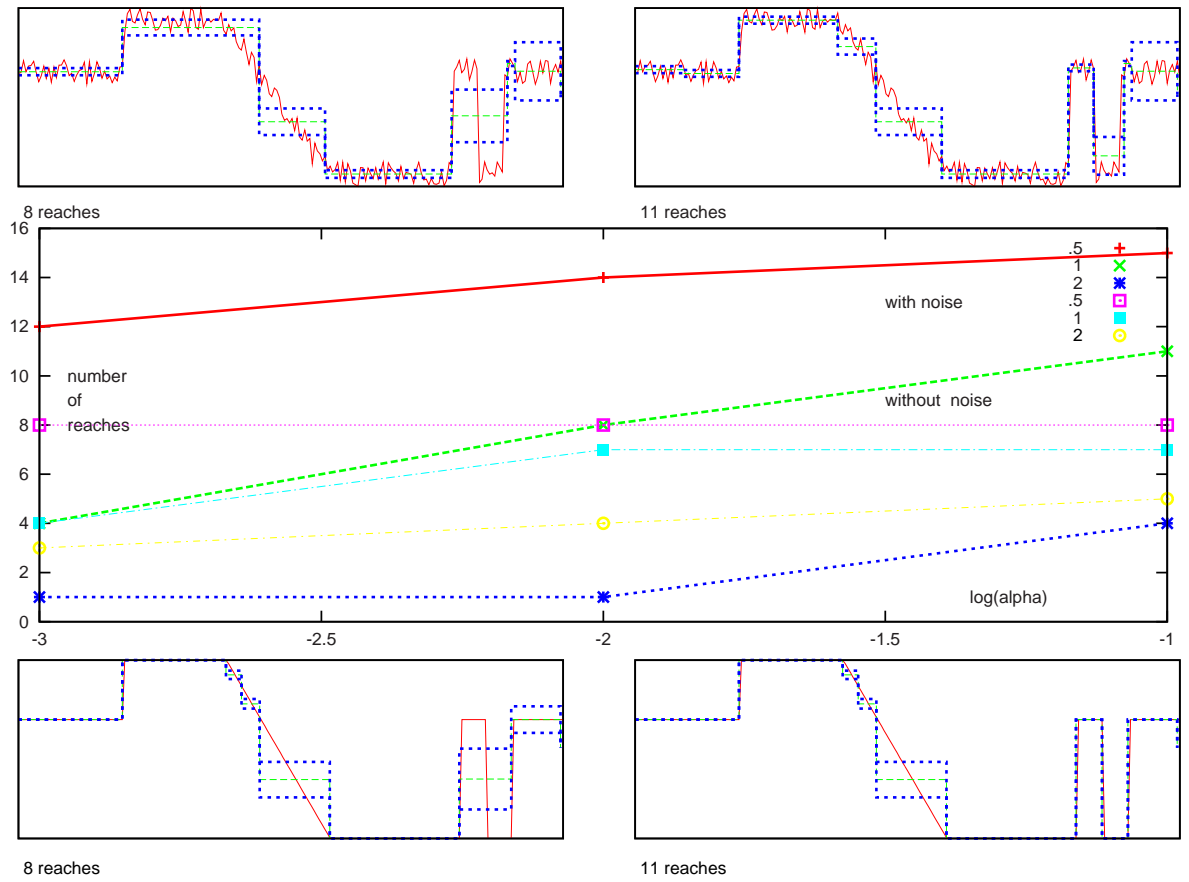 8 reaches
11 reaches
16
14
12
10
8
6
4
2
0
.5
1
2
.5
1
2
with noise
number
of
reaches
without noise
log(alpha)
-3
-2.5
-2
-1.5
-1
8 reaches
11 reaches